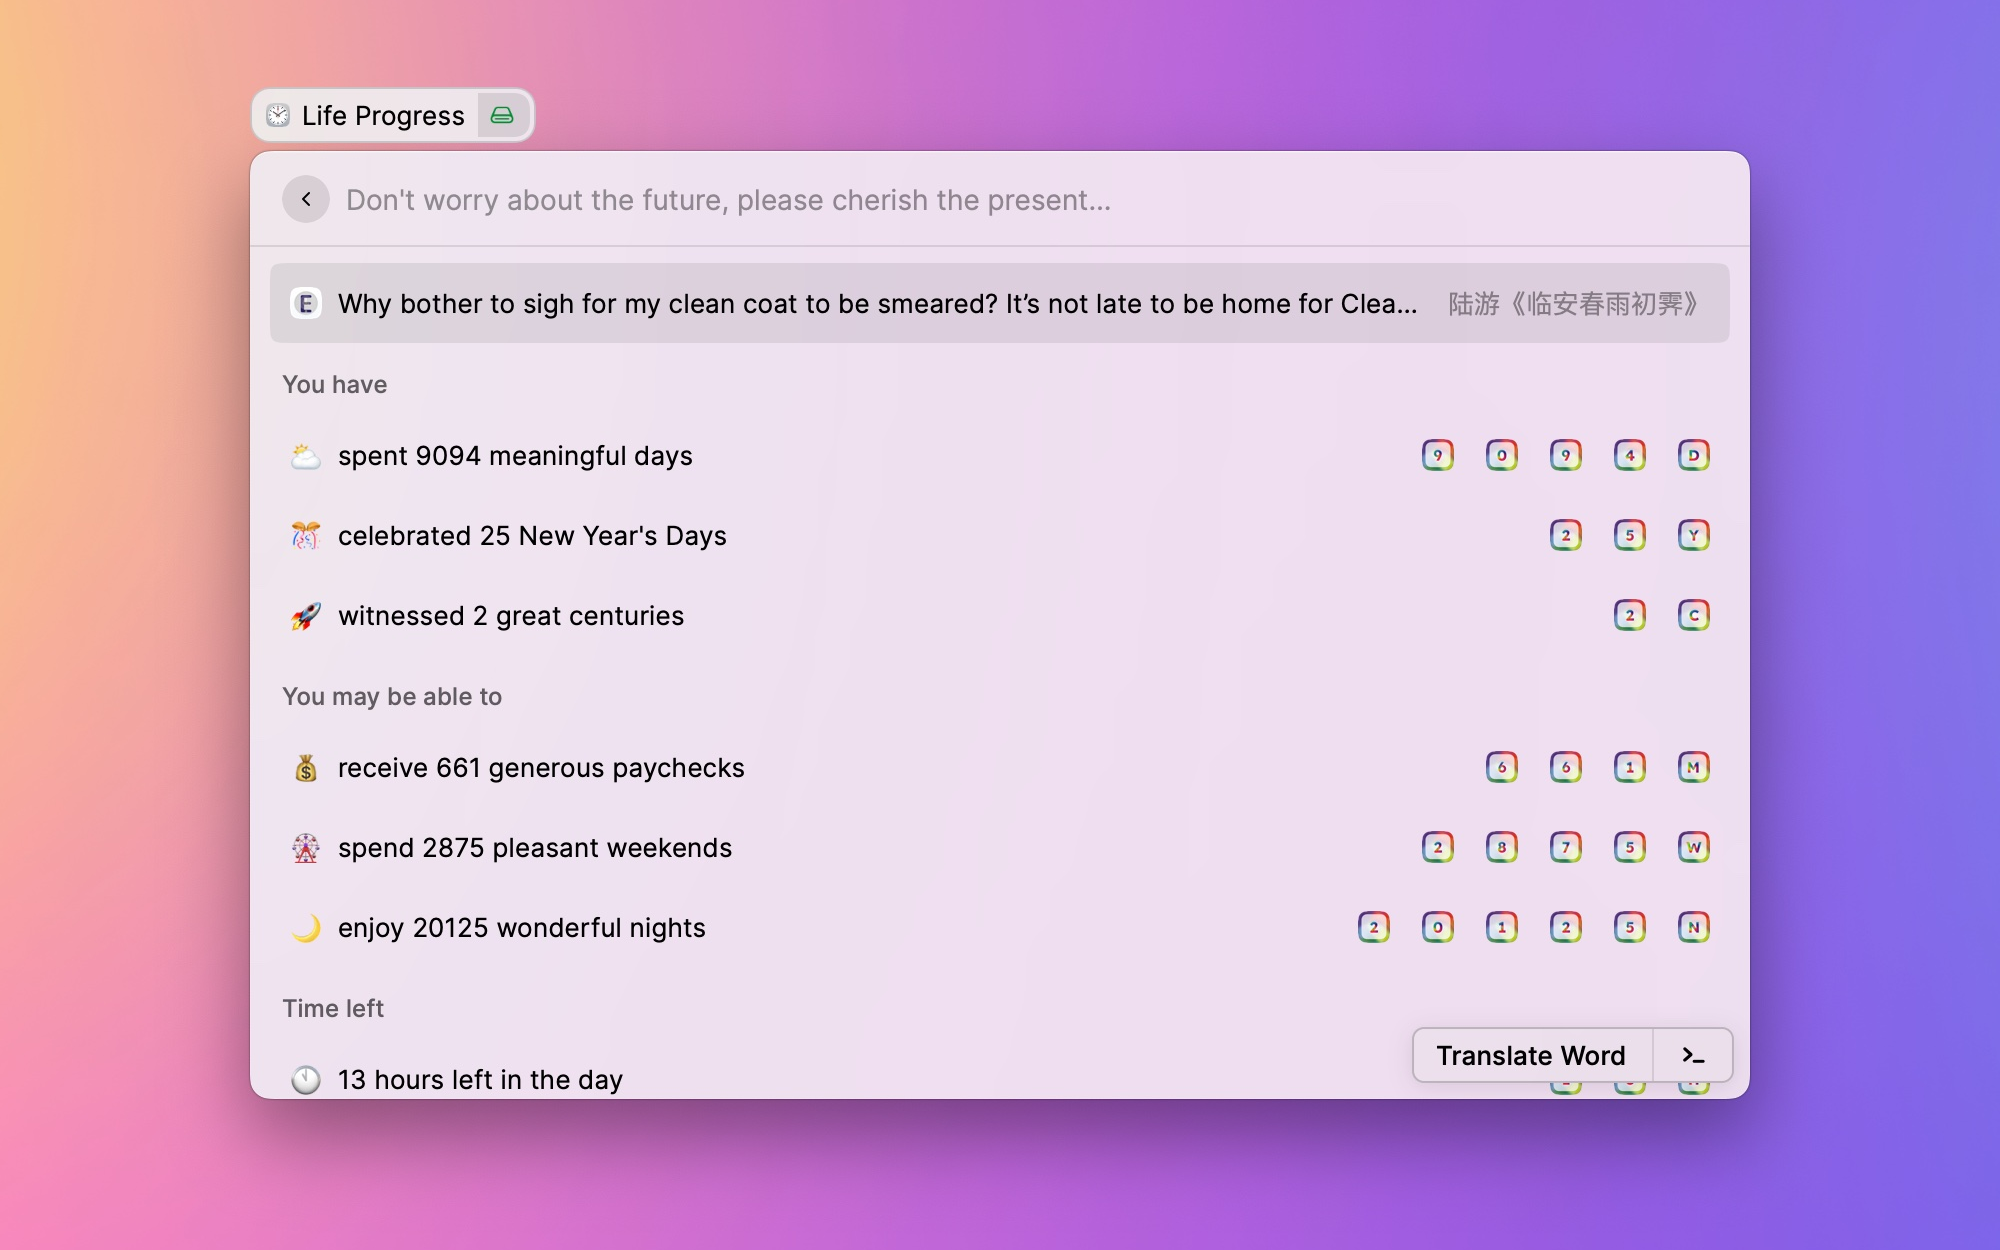 Life Progress
Don't worry about the future, please cherish the present...
E Why bother to sigh for my clean coat to be smeared? It’s not late to be home for Clea... 陆游《临安春雨初霁》
You have
spent 9094 meaningful days 9 0 9 4 D
celebrated 25 New Year's Days 2 5 Y
witnessed 2 great centuries 2 C
You may be able to
receive 661 generous paychecks 6 6 1 M
spend 2875 pleasant weekends 2 8 7 5 W
enjoy 20125 wonderful nights 2 0 1 2 5 N
Time left
Translate Word >_
13 hours left in the day